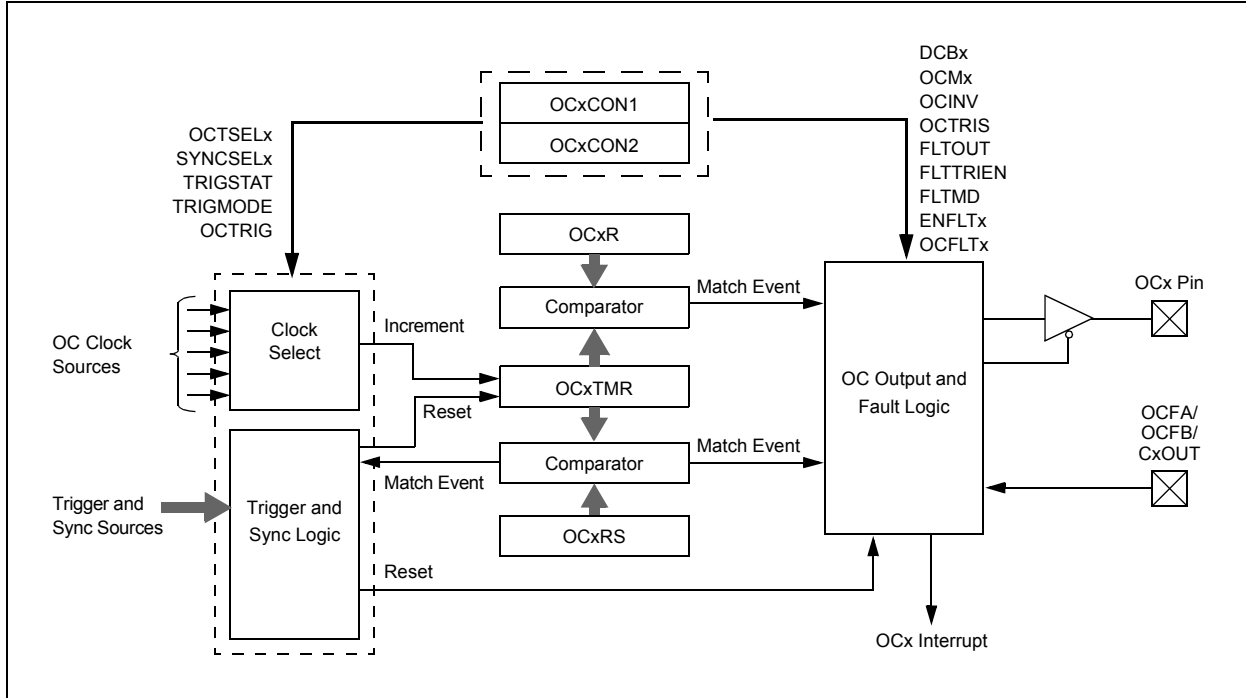 DCBx
OCMx
OCINV
OCTRIS
FLTOUT
FLTTRIEN
FLTMD
ENFLTx
OCFLTx
OCxCON1
OCxCON2
OCTSELx
SYNCSELx
TRIGSTAT
TRIGMODE
OCTRIG
OCxR
Match Event
Comparator
OCx Pin
OC Clock
Sources
Clock
Select
Increment
OCxTMR
Reset
OC Output and
Fault Logic
OCFA/
OCFB/
CxOUT
Match Event
Comparator
Match Event
Trigger and
Sync Sources
Trigger and
Sync Logic
OCxRS
Reset
OCx Interrupt